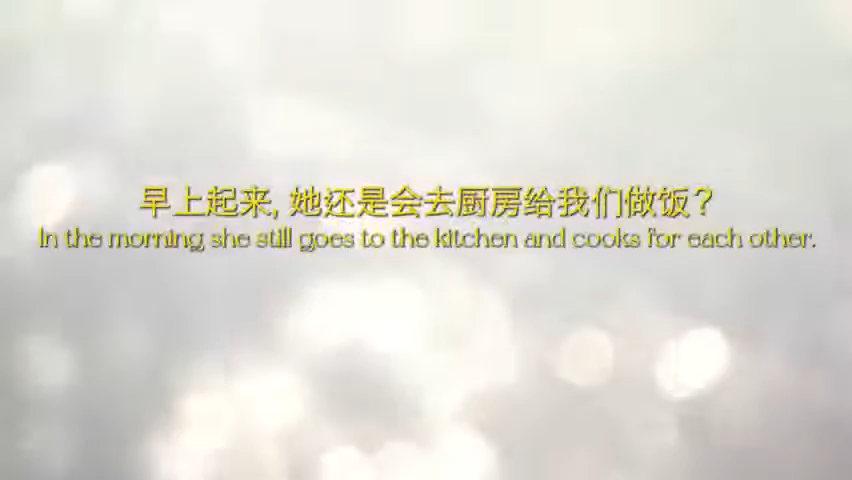 早上起来, 她还是会去厨房给我们做饭?
In the morning she still goes to the kitchen and cooks for each other.